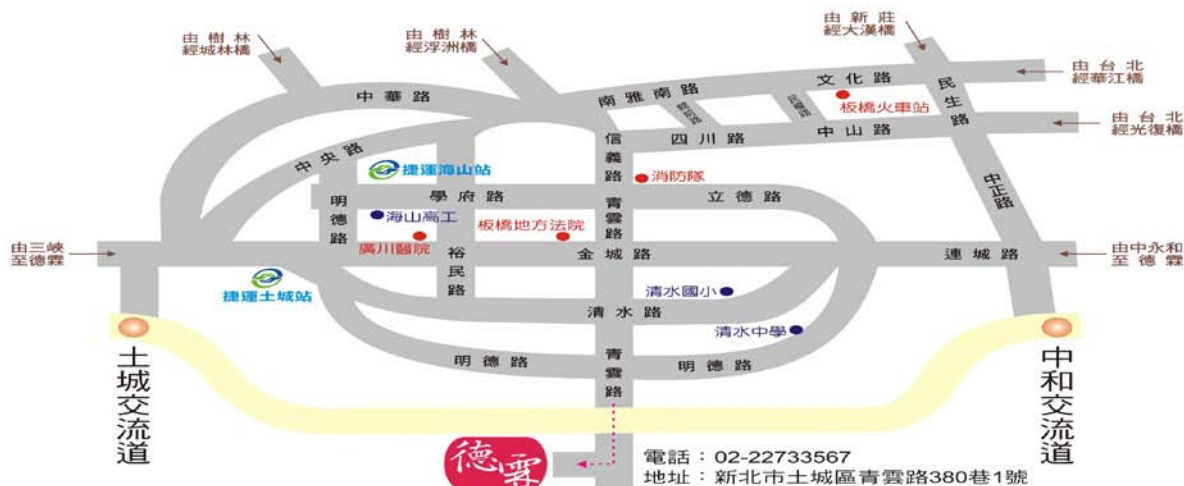 由 樹 林
經城林橋
由 樹 林
經浮洲橋
由 新 莊
經大漢橋
由 台 北
經華江橋
由 台 北
經光復橋
中 華 路
南 雅 南 路
文 化 路
民生路
板橋火車站
四 川 路
中 山 路
信義路
中 央 路
捷運海山站
消防隊
中正路
明德路
學 府 路
青雲路
立 德 路
海山高工
板橋地方法院
廣川醫院
由三峽
至德霖
裕民路
金 城 路
連 城 路
由中永和
至 德 霖
捷運土城站
清水國小
清 水 路
清水中學
明 德 路
青雲路
明 德 路
土城交流道
中和交流道
德霖
電話：02-22733567
地址：新北市土城區青雲路380巷1號